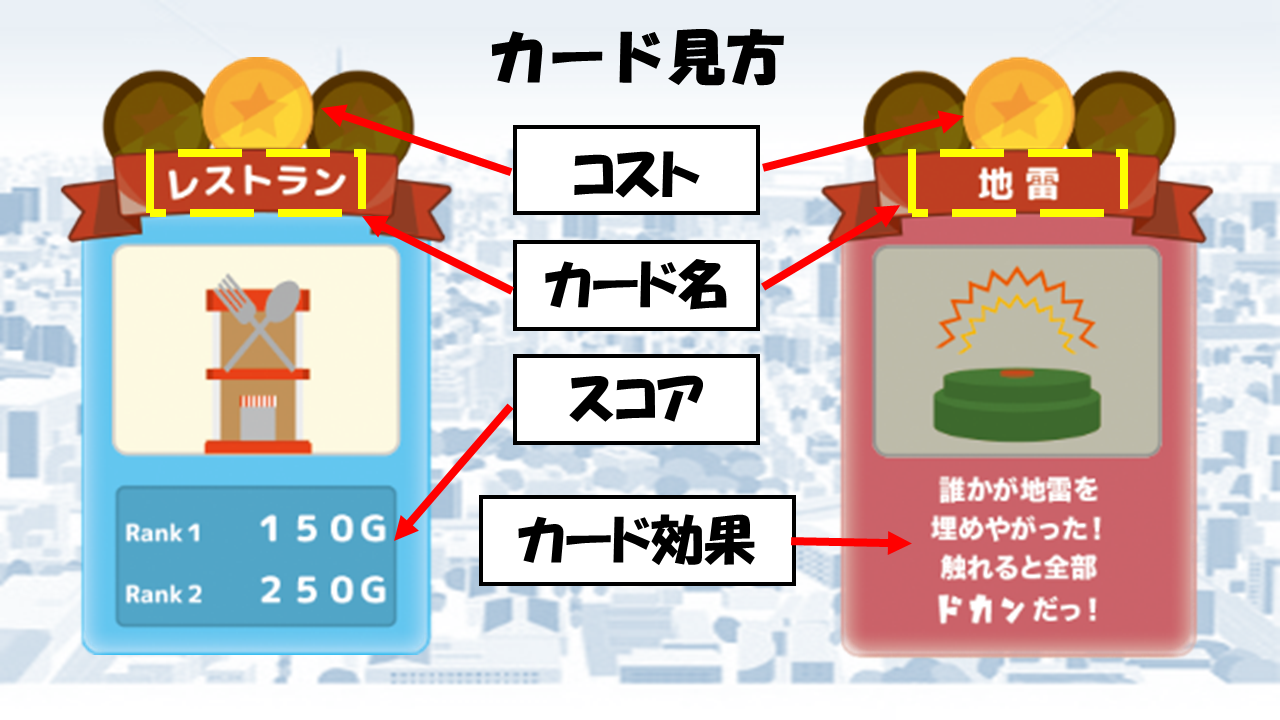 カード見方
コスト
カード名
スコア
カード効果
レストラン
Rank 1 １５０G
Rank 2 ２５０G
地雷
誰かが地雷を
埋めやがった！
触れると全部
ドカンだっ！